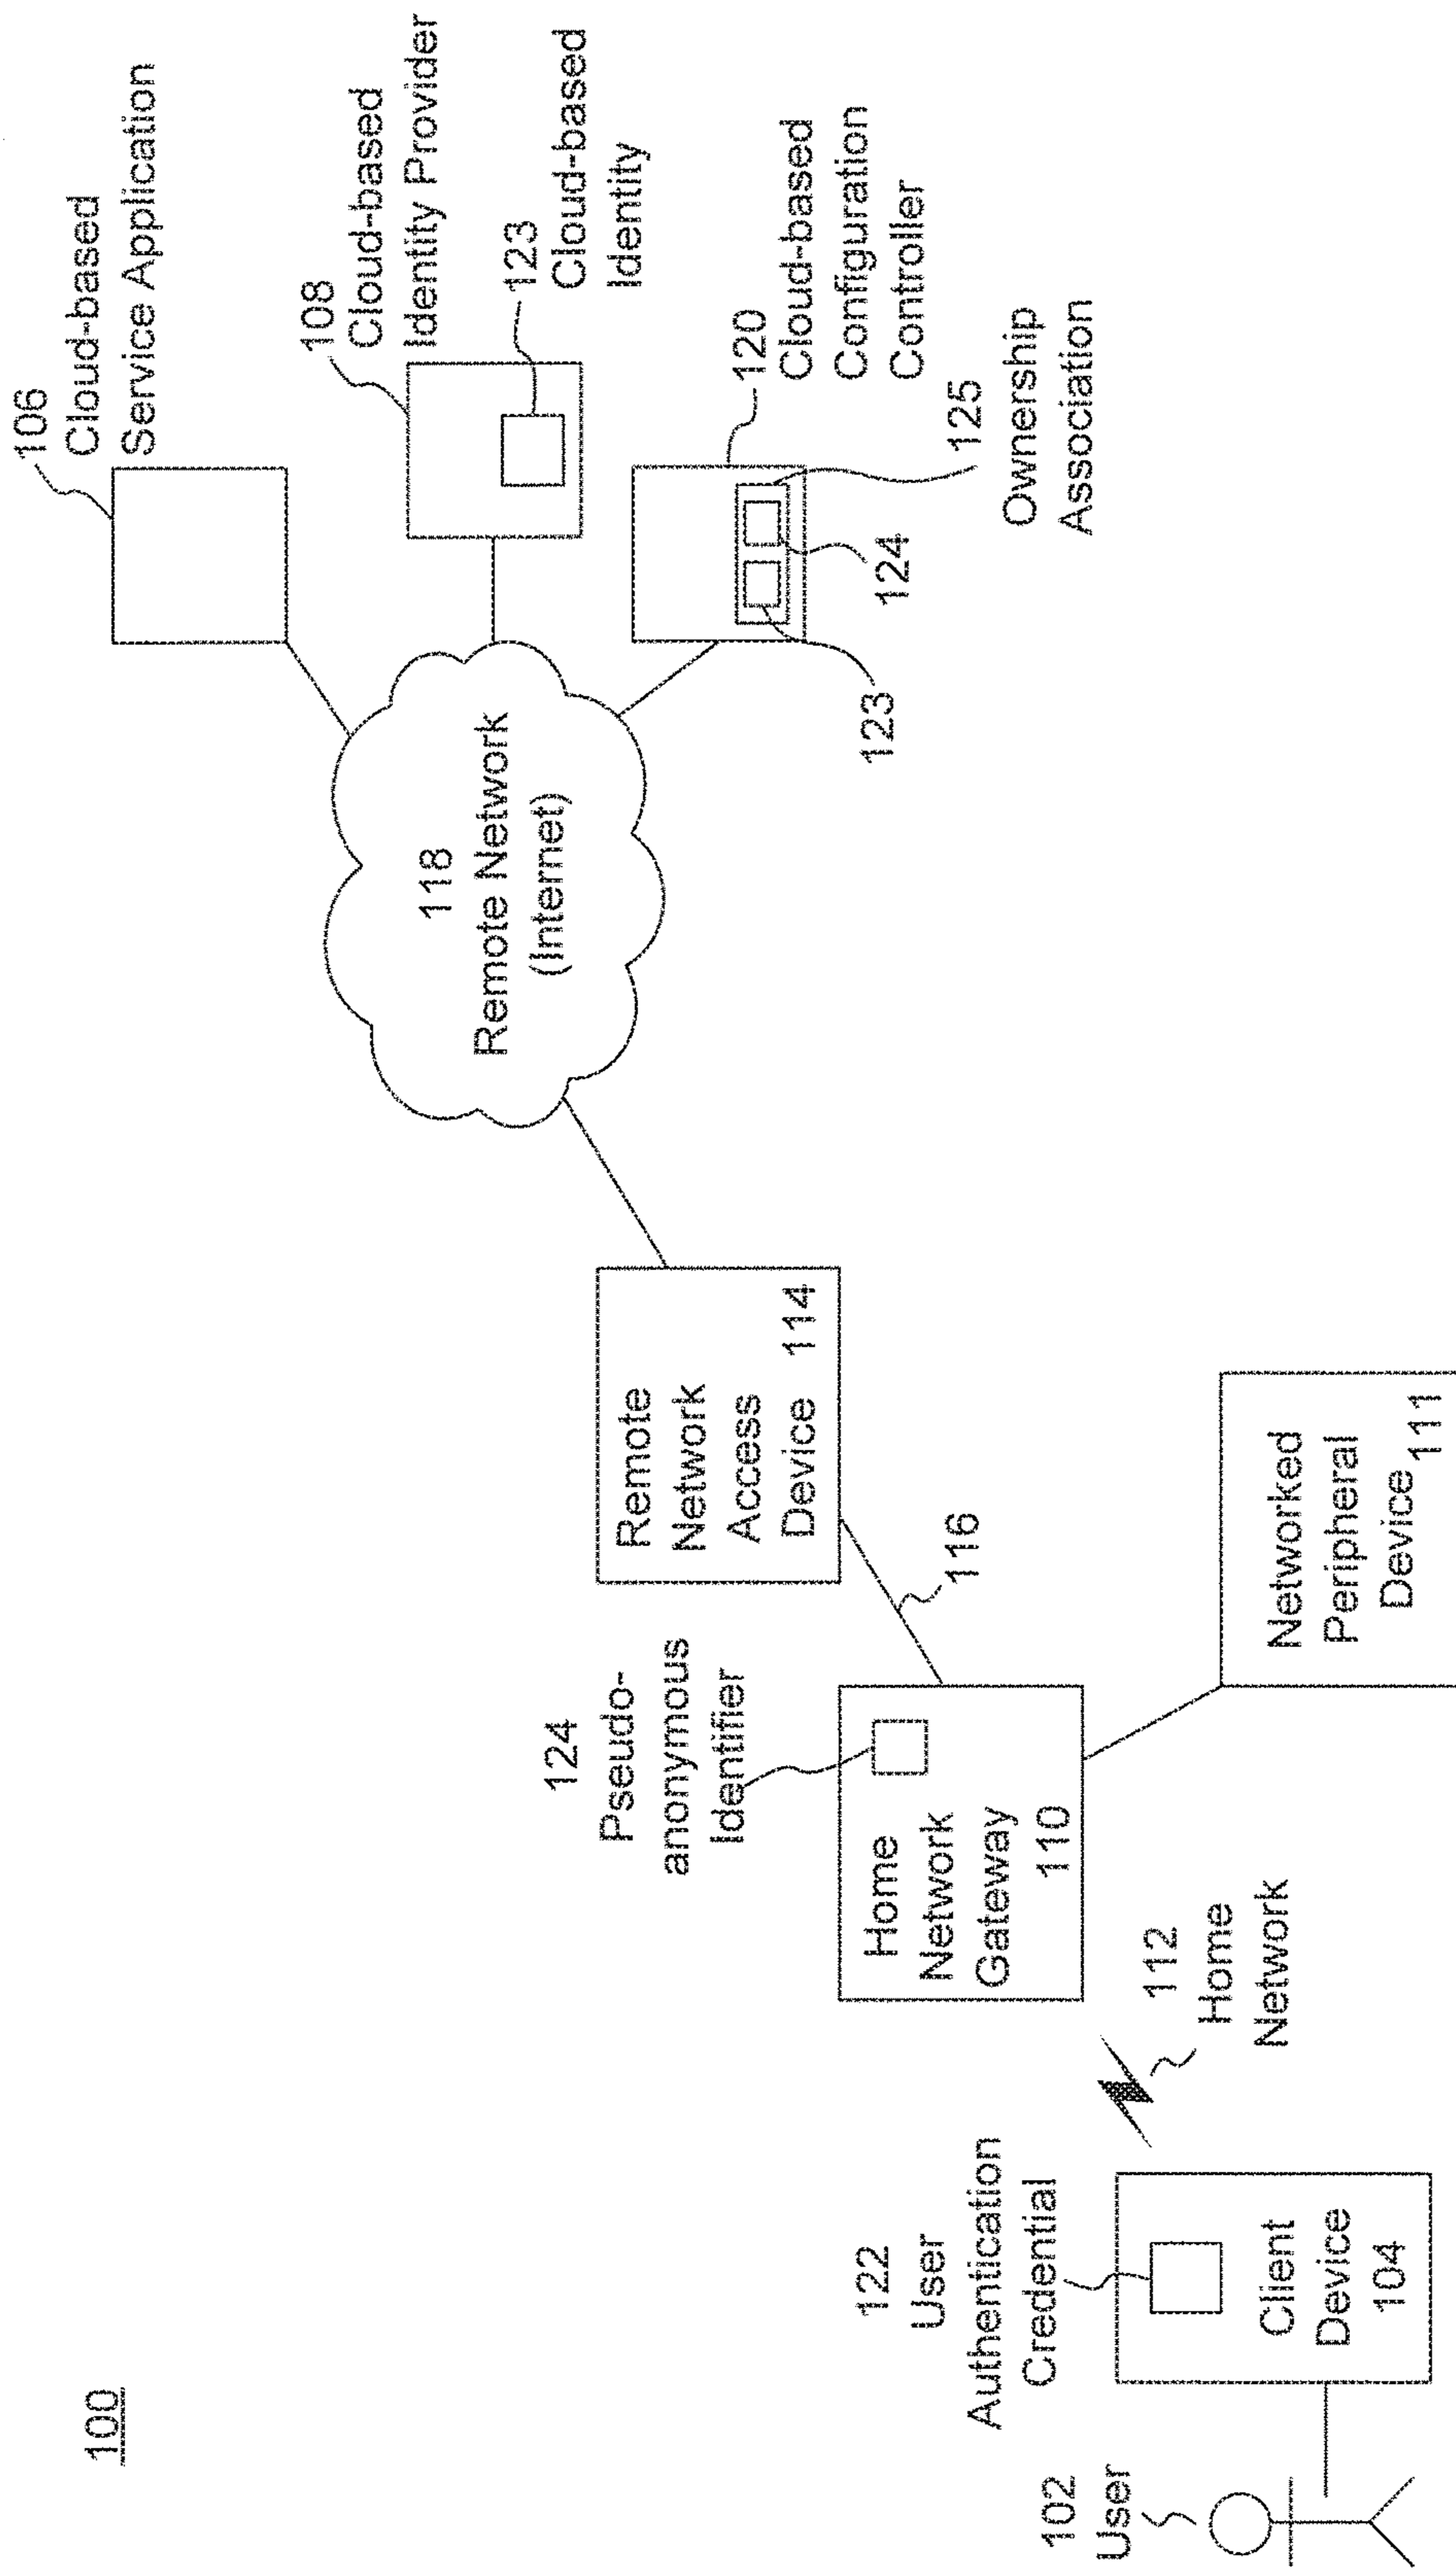 100
106
Cloud-based
Service Application
108
Cloud-based
Identity Provider
123
Cloud-based
Identity
118
Remote Network
(Internet)
120
Cloud-based
Configuration
Controller
125
Ownership
Association
124
123
Remote
Network
Access
Device 114
116
124
Pseudo-
anonymous
Identifier
Home
Network
Gateway
110
Networked
Peripheral
Device
111
112
Home
Network
122
User
Authentication
Credential
Client
Device
104
102
User